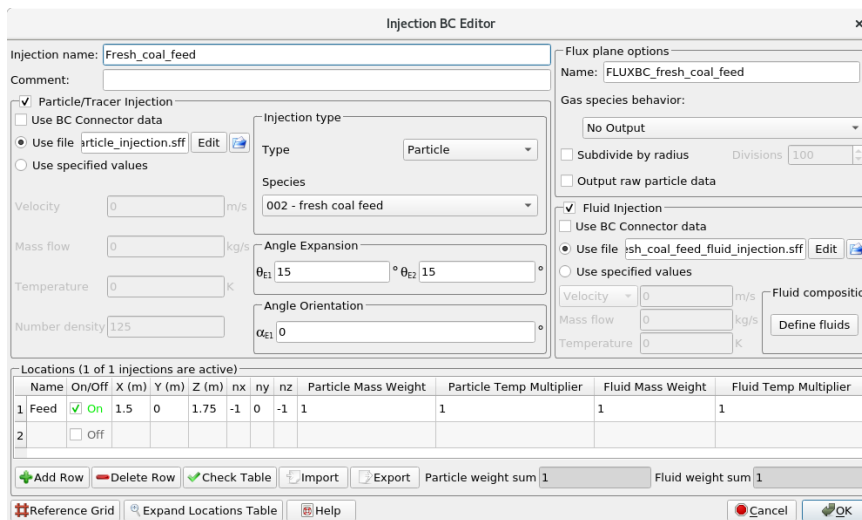 Injection BC Editor
Injection name: Fresh_coal_feed
Comment:
Particle/Tracer Injection
Use BC Connector data
Use file article_injection.sff Edit
Use specified values
Velocity 0 m/s
Mass flow 0 kg/s
Temperature 0 K
Number density 125
Injection type
Type Particle
Species
002 - fresh coal feed
Angle Expansion
θE1 15 ° θE2 15 °
Angle Orientation
αE1 0 °
Flux plane options
Name: FLUXBC_fresh_coal_feed
Gas species behavior:
No Output
Subdivide by radius Divisions 100
Output raw particle data
Fluid Injection
Use BC Connector data
Use file sh_coal_feed_fluid_injection.sff Edit
Use specified values
Velocity 0 m/s
Mass flow 0 kg/s
Temperature 0 K
Fluid compositio
Define fluids
Locations (1 of 1 injections are active)
Name On/Off X (m) Y (m) Z (m) nx ny nz Particle Mass Weight Particle Temp Multiplier Fluid Mass Weight Fluid Temp Multiplier
1 Feed On 1.5 0 1.75 -1 0 -1 1 1 1 1
2 Off
Add Row Delete Row Check Table Import Export Particle weight sum 1 Fluid weight sum 1
Reference Grid Expand Locations Table Help Cancel OK